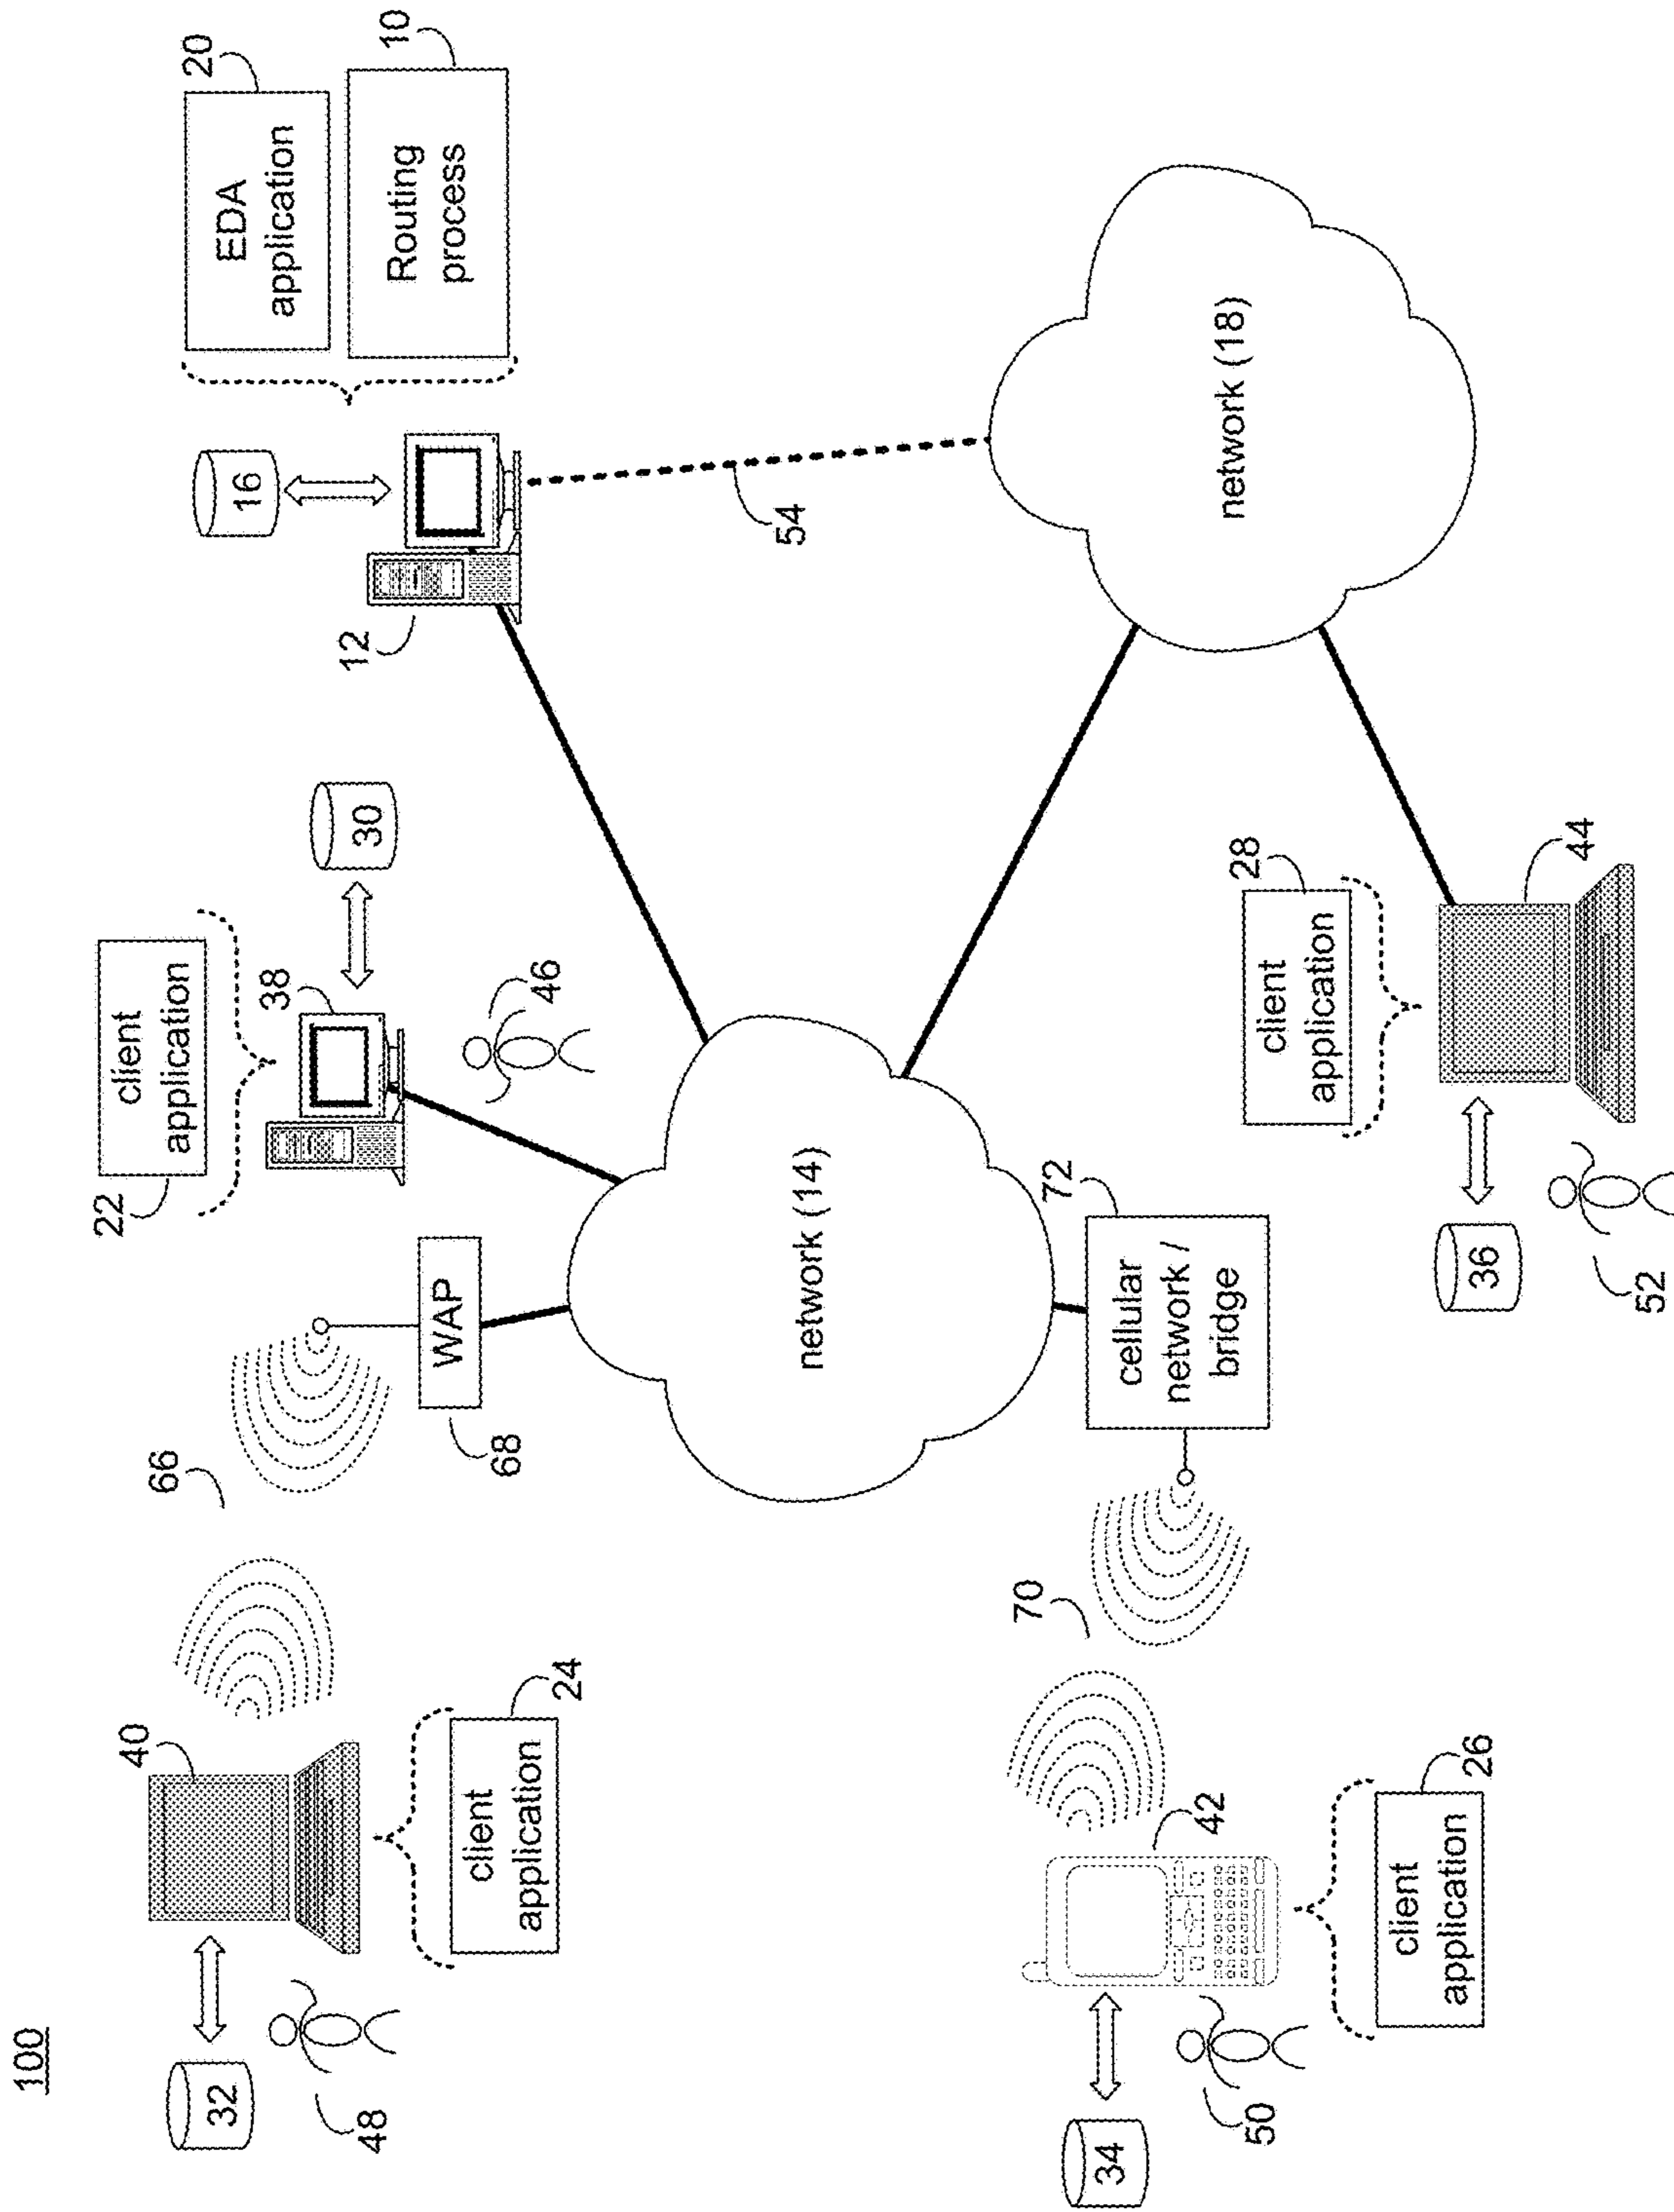 100
32
48
40
client
application
24
66
WAP
68
client
application
22
38
30
46
16
12
EDA
application
20
Routing
process
10
54
network (14)
network (18)
34
50
42
client
application
26
70
cellular
network /
bridge
72
36
52
client
application
28
44